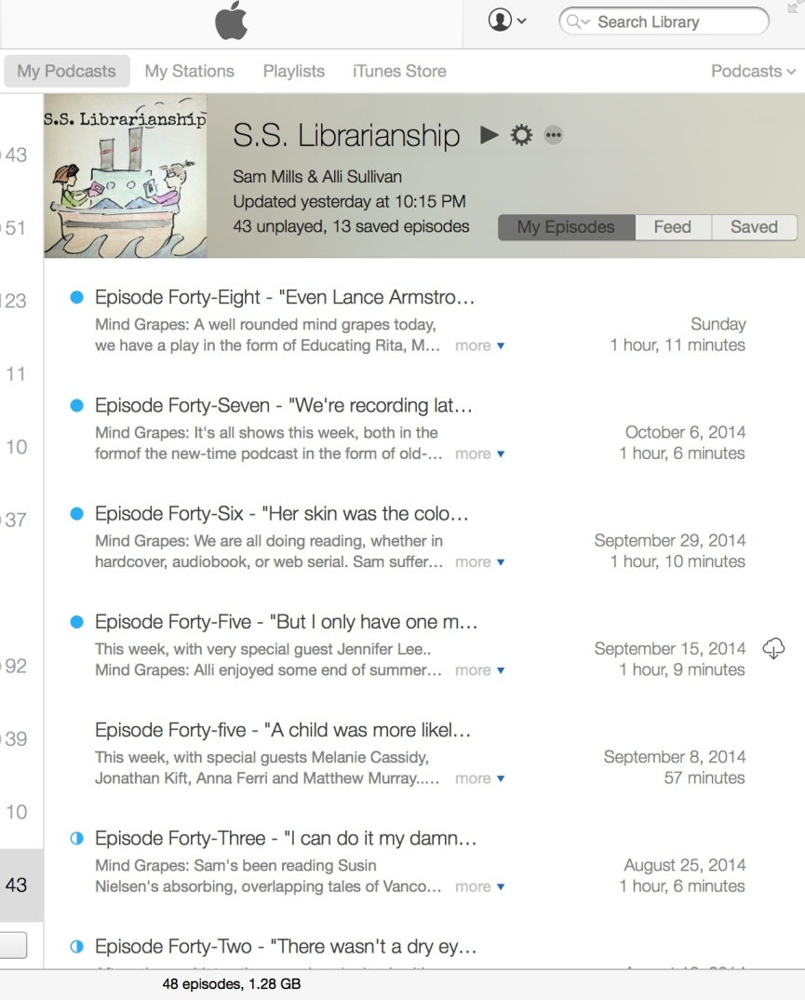 Search Library
My Podcasts
My Stations
Playlists
iTunes Store
Podcasts
S.S. Librarianship
S.S. Librarianship
Sam Mills & Alli Sullivan
Updated yesterday at 10:15 PM
43 unplayed, 13 saved episodes
My Episodes
Feed
Saved
43
51
123
11
10
37
92
39
10
43
Episode Forty-Eight - "Even Lance Armstro…
Mind Grapes: A well rounded mind grapes today,
we have a play in the form of Educating Rita, M… more
Sunday
1 hour, 11 minutes
Episode Forty-Seven - "We're recording lat…
Mind Grapes: It's all shows this week, both in the
formof the new-time podcast in the form of old-… more
October 6, 2014
1 hour, 6 minutes
Episode Forty-Six - "Her skin was the colo…
Mind Grapes: We are all doing reading, whether in
hardcover, audiobook, or web serial. Sam suffer… more
September 29, 2014
1 hour, 10 minutes
Episode Forty-Five - "But I only have one m…
This week, with very special guest Jennifer Lee..
Mind Grapes: Alli enjoyed some end of summer… more
September 15, 2014
1 hour, 9 minutes
Episode Forty-five - "A child was more likel…
This week, with special guests Melanie Cassidy,
Jonathan Kift, Anna Ferri and Matthew Murray..… more
September 8, 2014
57 minutes
Episode Forty-Three - "I can do it my damn…
Mind Grapes: Sam's been reading Susin
Nielsen's absorbing, overlapping tales of Vanco… more
August 25, 2014
1 hour, 6 minutes
Episode Forty-Two - "There wasn't a dry ey…
48 episodes, 1.28 GB